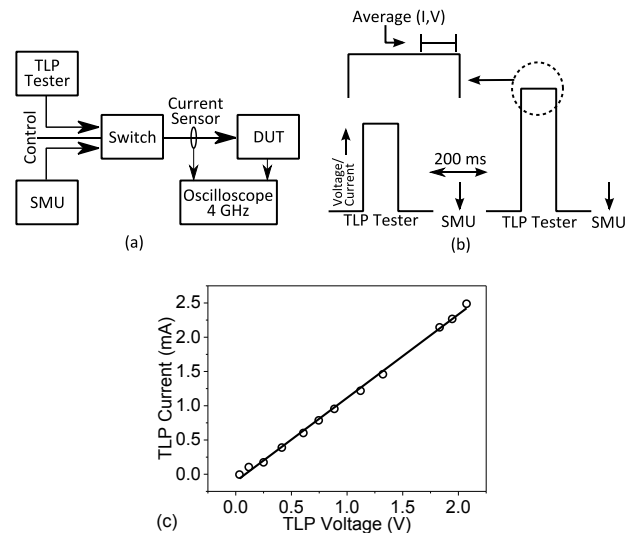 TLP
Tester
Control
Switch
Current
Sensor
DUT
SMU
Oscilloscope
4 GHz
(a)
Average (I,V)
Voltage/
Current
200 ms
TLP Tester
SMU
TLP Tester
SMU
(b)
TLP Current (mA)
2.5
2.0
1.5
1.0
0.5
0.0
0.0 0.5 1.0 1.5 2.0
TLP Voltage (V)
(c)